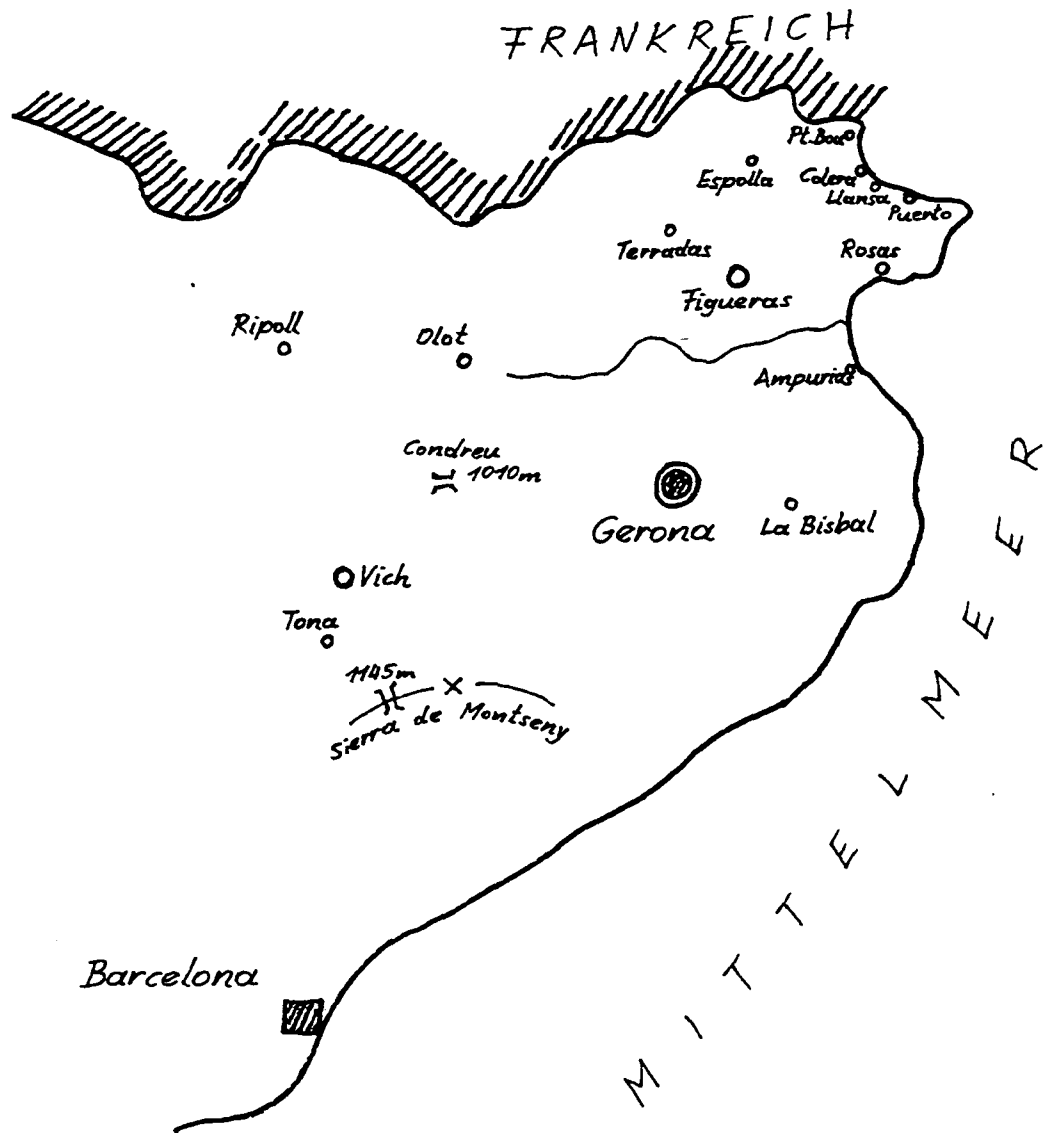 FRANKREICH
Pt. Bou
Espolla
Colera
Llansa
Puerto
Terradas
Rosas
Figueras
Ripoll
Olot
Ampurias
Condreu
1010m
Gerona
La Bisbal
Vich
Tona
1145m
Sierra de Montseny
Barcelona
MITTELMEER